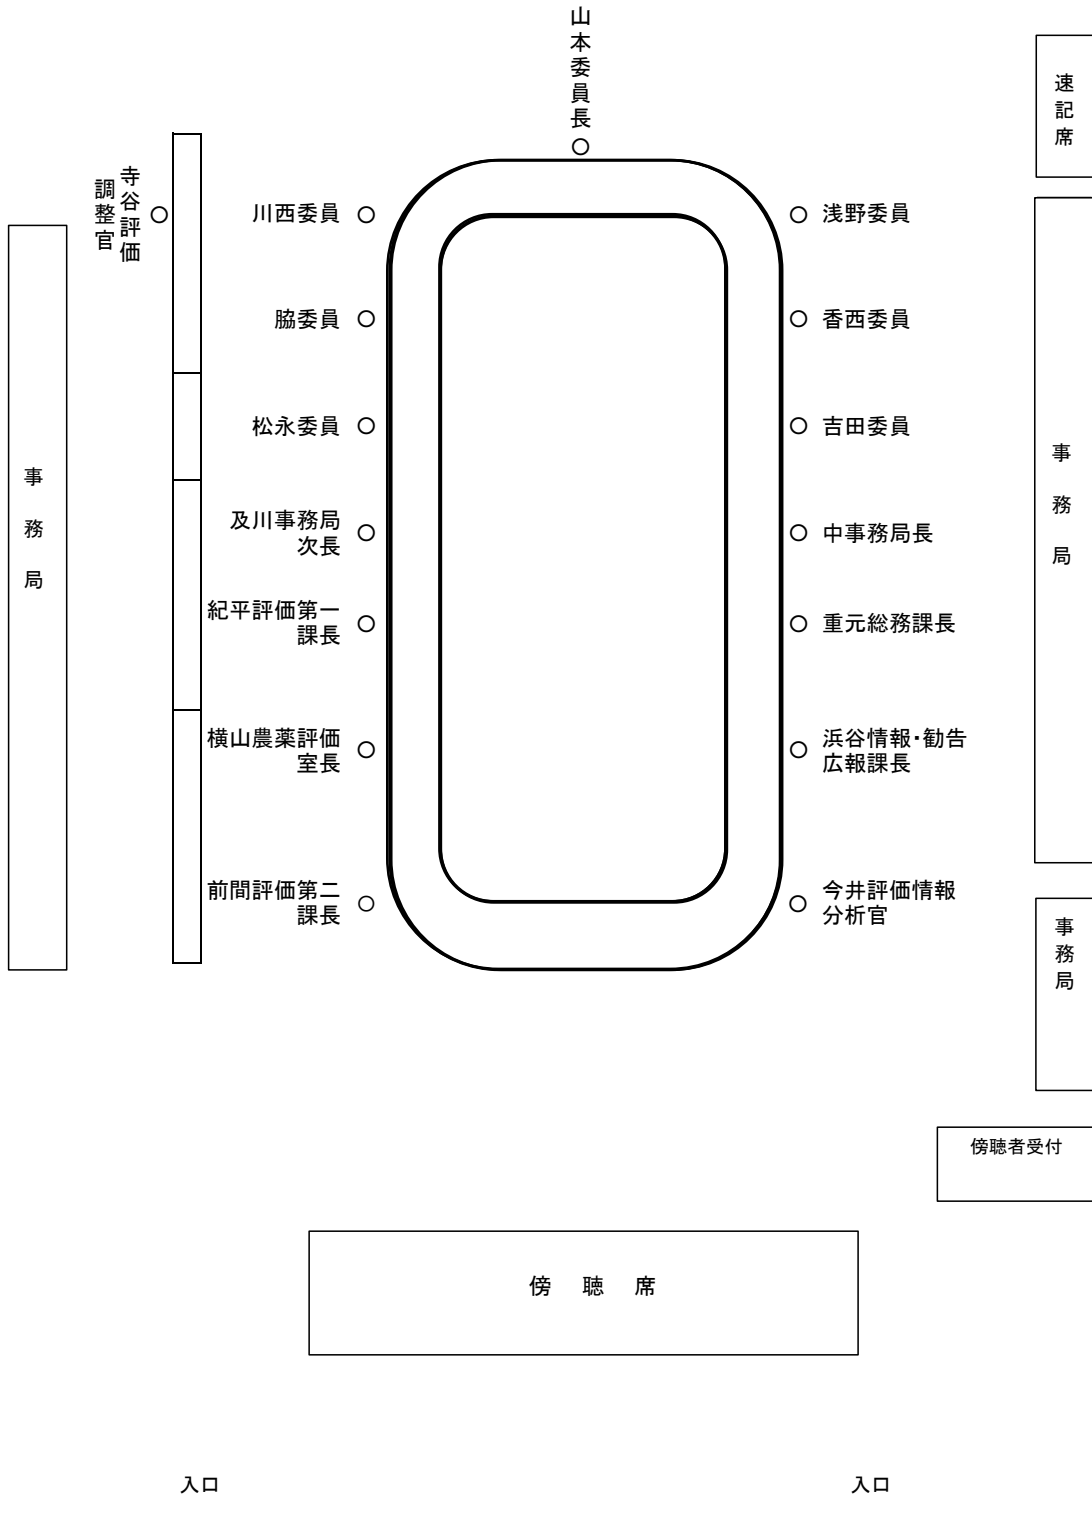 山本委員長
速記席
寺谷評価
調整官
川西委員
浅野委員
脇委員
香西委員
松永委員
吉田委員
事務局
事務局
及川事務局
次長
中事務局長
紀平評価第一
課長
重元総務課長
横山農薬評価
室長
浜谷情報・勧告
広報課長
前間評価第二
課長
今井評価情報
分析官
事務局
傍聴者受付
傍聴席
入口
入口